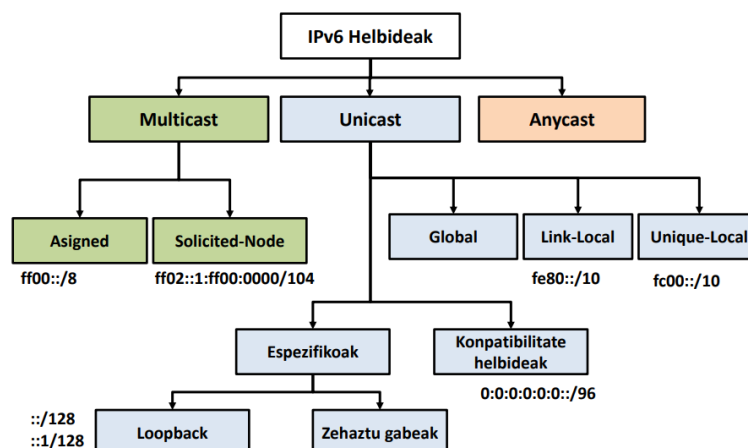 IPv6 Helbideak
Multicast
Unicast
Anycast
Asigned
Solicited-Node
Global
Link-Local
Unique-Local
ff00::/8
ff02::1:ff00:0000/104
fe80::/10
fc00::/10
Espezifikoak
Konpatibilitate
helbideak
0:0:0:0:0:0::/96
::/128
::1/128
Loopback
Zehaztu gabeak